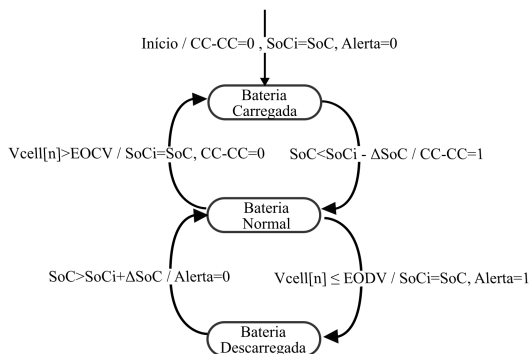 Início / CC-CC=0 , SoCi=SoC, Alerta=0
Bateria
Carregada
Vcell[n]>EOCV / SoCi=SoC, CC-CC=0
SoC<SoCi - ΔSoC / CC-CC=1
Bateria
Normal
SoC>SoCi+ΔSoC / Alerta=0
Vcell[n] ≤ EODV / SoCi=SoC, Alerta=1
Bateria
Descarregada